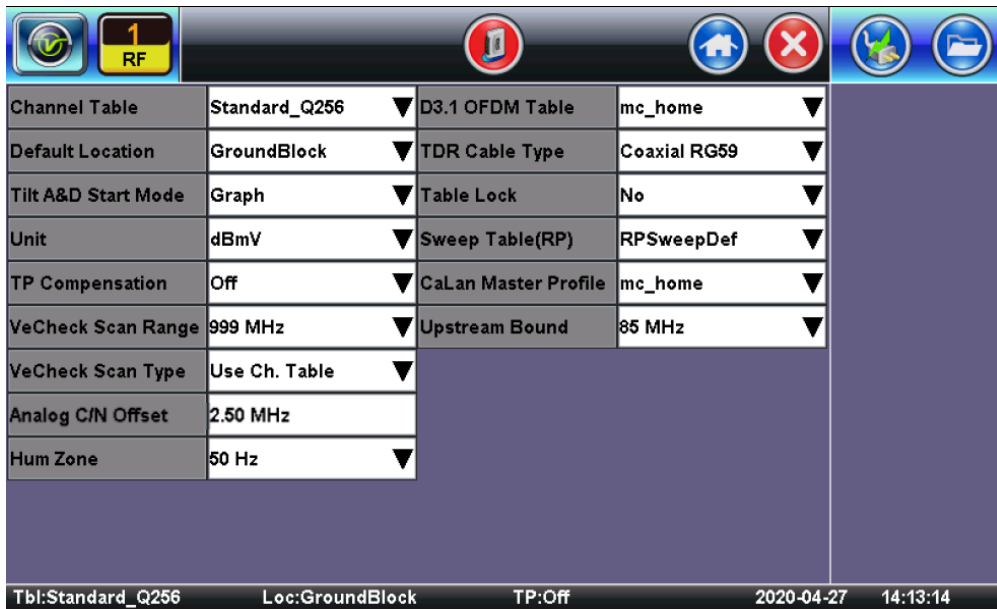 1
RF
Channel Table Standard_Q256 D3.1 OFDM Table mc_home
Default Location GroundBlock TDR Cable Type Coaxial RG59
Tilt A&D Start Mode Graph Table Lock No
Unit dBmV Sweep Table(RP) RPSweepDef
TP Compensation Off CaLan Master Profile mc_home
VeCheck Scan Range 999 MHz Upstream Bound 85 MHz
VeCheck Scan Type Use Ch. Table
Analog C/N Offset 2.50 MHz
Hum Zone 50 Hz
Tbl:Standard_Q256 Loc:GroundBlock TP:Off 2020-04-27 14:13:14